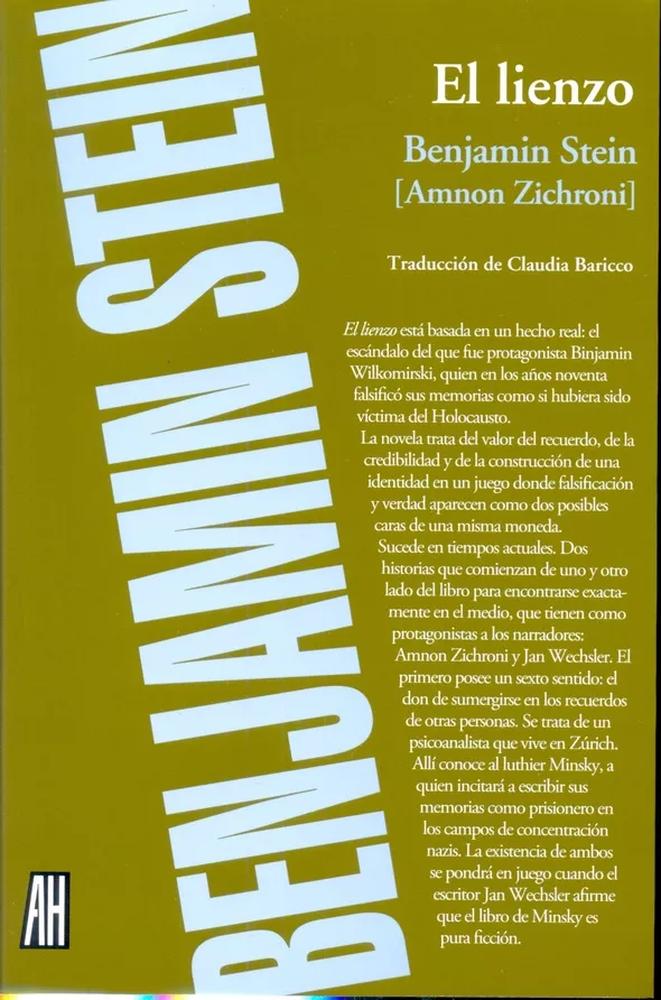 BENJAMIN STEIN
El lienzo
Benjamin Stein
[Amnon Zichroni]
Traducción de Claudia Baricco
El lienzo está basada en un hecho real: el
escándalo del que fue protagonista Binjamin
Wilkomirski, quien en los años noventa
falsificó sus memorias como si hubiera sido
víctima del Holocausto.
La novela trata del valor del recuerdo, de la
credibilidad y de la construcción de una
identidad en un juego donde falsificación
y verdad aparecen como dos posibles
caras de una misma moneda.
Sucede en tiempos actuales. Dos
historias que comienzan de uno y otro
lado del libro para encontrarse exacta-
mente en el medio, que tienen como
protagonistas a los narradores:
Amnon Zichroni y Jan Wechsler. El
primero posee un sexto sentido: el
don de sumergirse en los recuerdos
de otras personas. Se trata de un
psicoanalista que vive en Zúrich.
Allí conoce al luthier Minsky, a
quien incitará a escribir sus
memorias como prisionero en
los campos de concentración
nazis. La existencia de ambos
se pondrá en juego cuando el
escritor Jan Wechsler afirme
que el libro de Minsky es
pura ficción.
AH